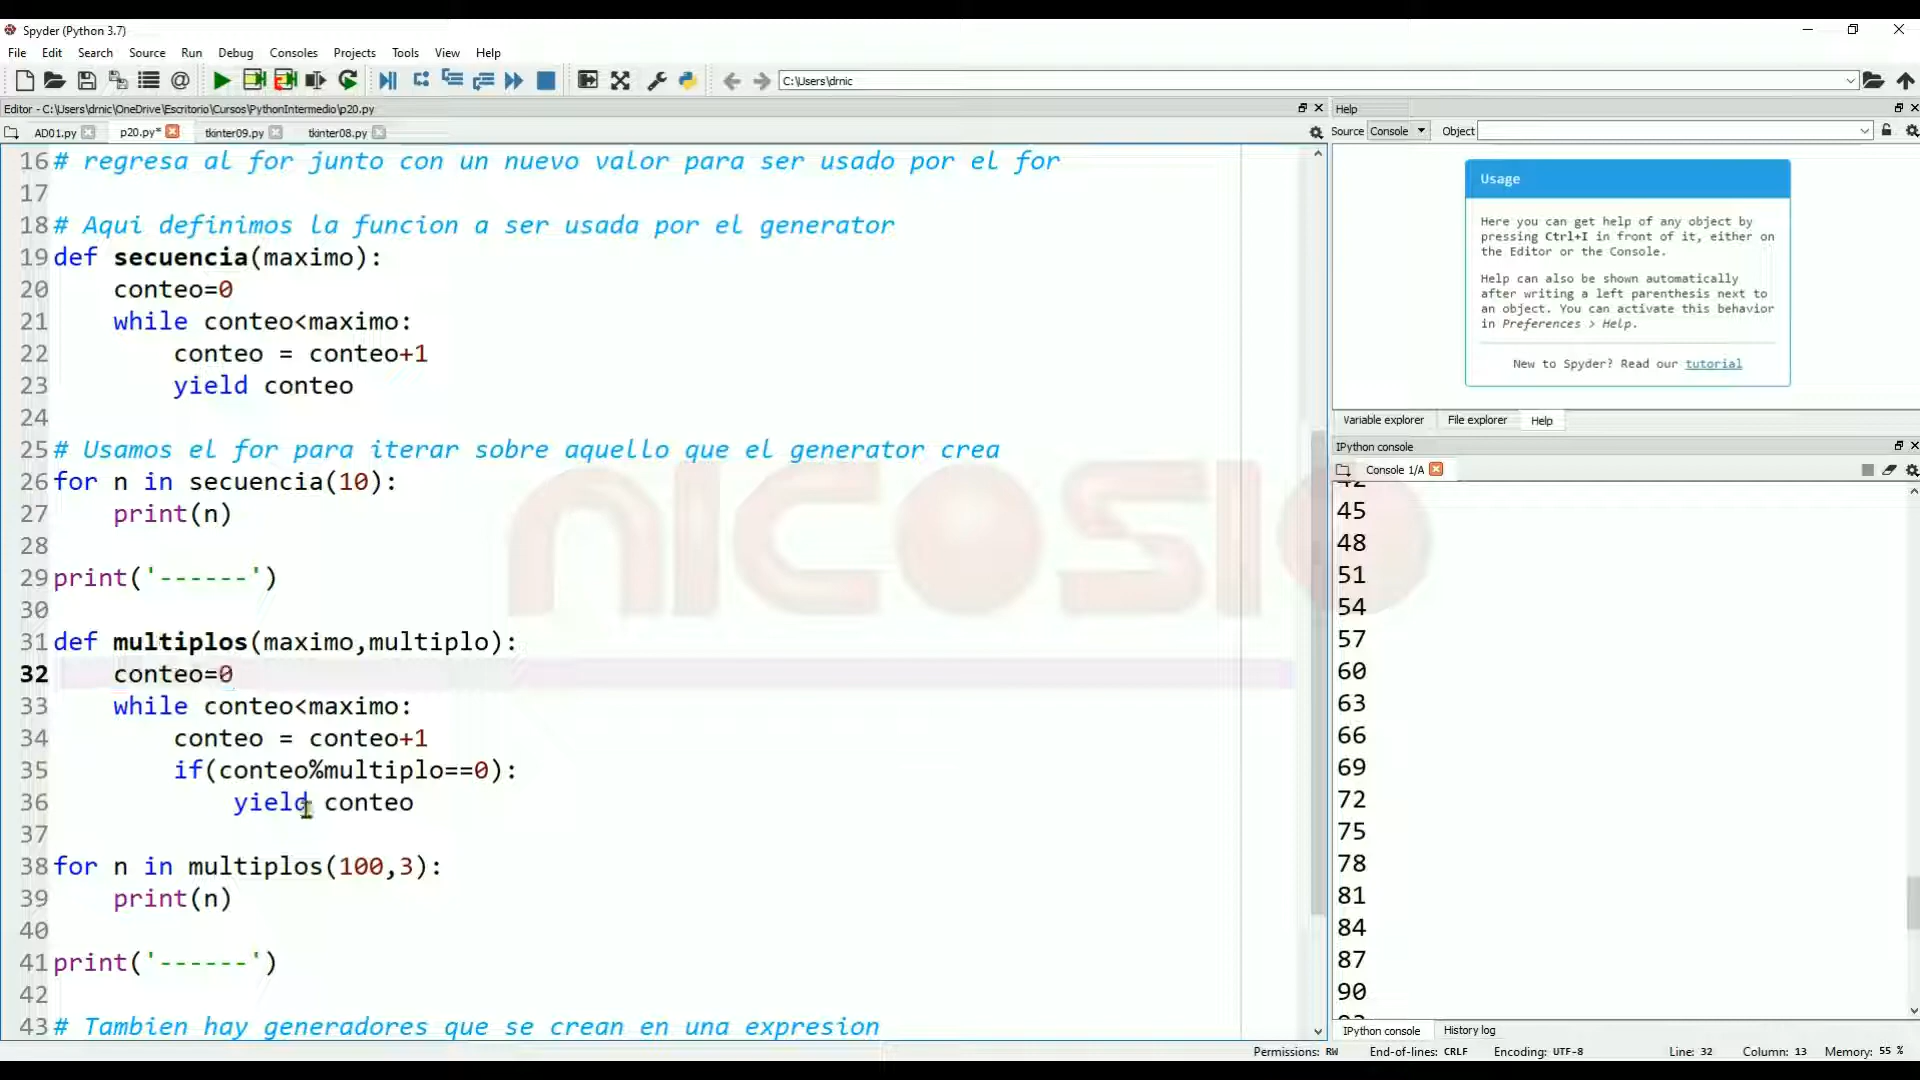 Spyder (Python 3.7)
File Edit Search Source Run Debug Consoles Projects Tools View Help
C:\Users\drnic
Editor - C:\Users\drnic\OneDrive\Escritorio\Cursos\PythonIntermedio\p20.py
AD01.py p20.py* tkinter09.py tkinter08.py
16 # regresa al for junto con un nuevo valor para ser usado por el for
17
18 # Aqui definimos la funcion a ser usada por el generator
19 def secuencia(maximo):
20 conteo=0
21 while conteo<maximo:
22 conteo = conteo+1
23 yield conteo
24
25 # Usamos el for para iterar sobre aquello que el generator crea
26 for n in secuencia(10):
27 print(n)
28
29 print('------')
30
31 def multiplos(maximo,multiplo):
32 conteo=0
33 while conteo<maximo:
34 conteo = conteo+1
35 if(conteo%multiplo==0):
36 yield conteo
37
38 for n in multiplos(100,3):
39 print(n)
40
41 print('------')
42
43 # Tambien hay generadores que se crean en una expresion
NICOSIO
Help
Source Console Object
Usage
Here you can get help of any object by
pressing Ctrl+I in front of it, either on
the Editor or the Console.
Help can also be shown automatically
after writing a left parenthesis next to
an object. You can activate this behavior
in Preferences > Help.
New to Spyder? Read our tutorial
Variable explorer File explorer Help
IPython console
Console 1/A
42
45
48
51
54
57
60
63
66
69
72
75
78
81
84
87
90
IPython console History log
Permissions: RW End-of-lines: CRLF Encoding: UTF-8 Line: 32 Column: 13 Memory: 55 %